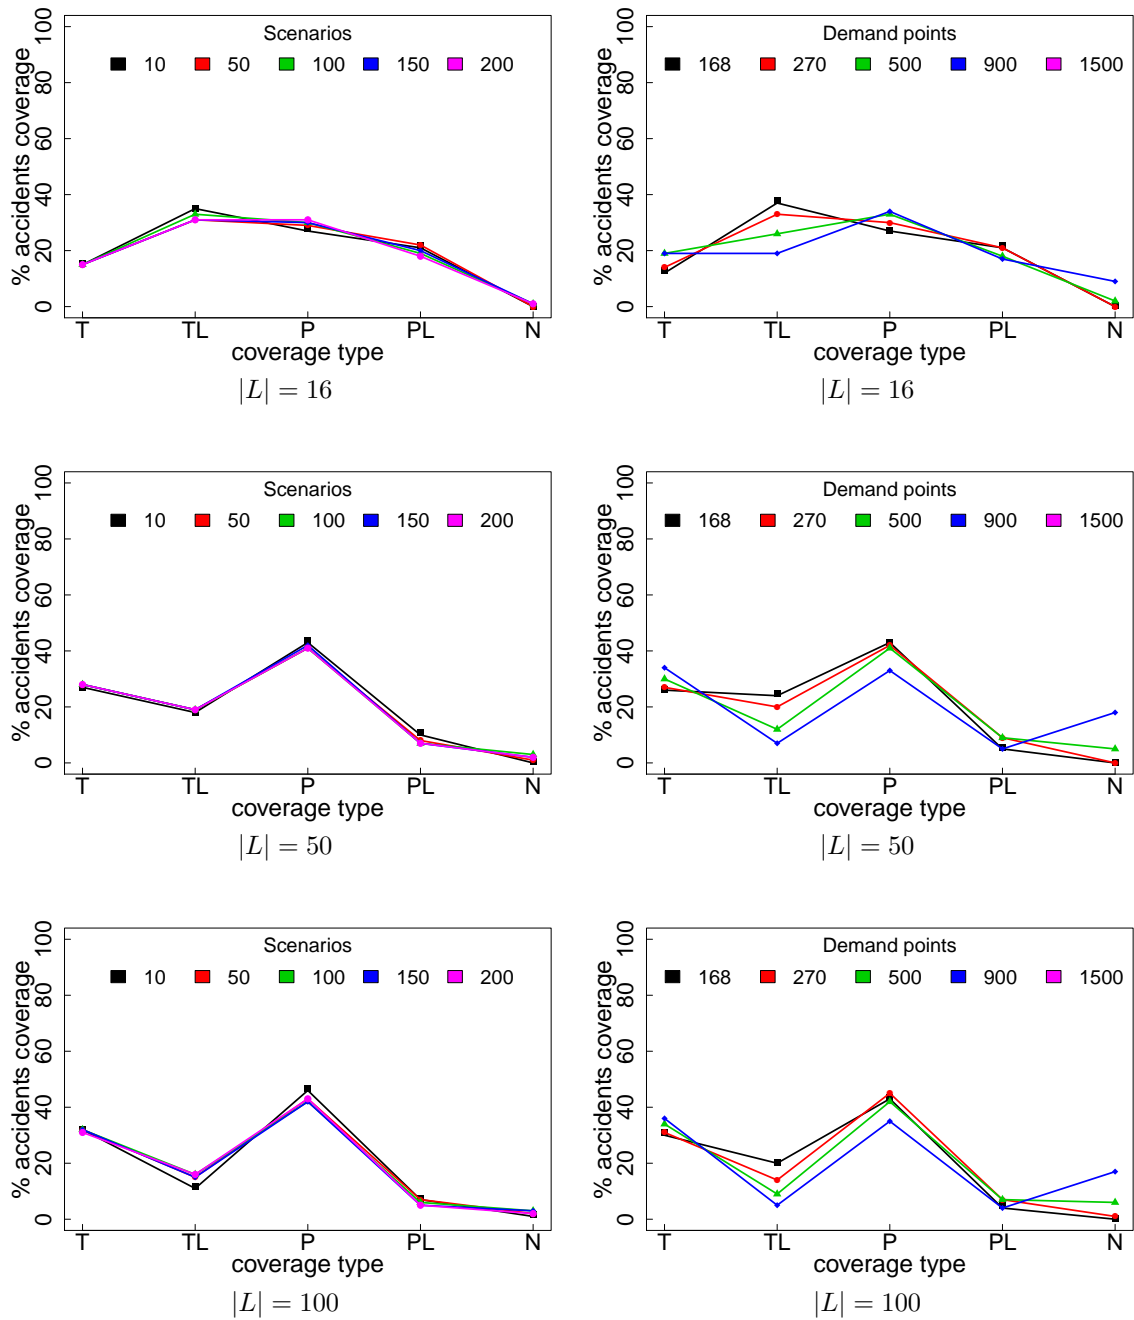 Scenarios
10 50 100 150 200
% accidents coverage
0 20 40 60 80 100
T TL P PL N
coverage type
|L| = 16
Demand points
168 270 500 900 1500
% accidents coverage
0 20 40 60 80 100
T TL P PL N
coverage type
|L| = 16
Scenarios
10 50 100 150 200
% accidents coverage
0 20 40 60 80 100
T TL P PL N
coverage type
|L| = 50
Demand points
168 270 500 900 1500
% accidents coverage
0 20 40 60 80 100
T TL P PL N
coverage type
|L| = 50
Scenarios
10 50 100 150 200
% accidents coverage
0 20 40 60 80 100
T TL P PL N
coverage type
|L| = 100
Demand points
168 270 500 900 1500
% accidents coverage
0 20 40 60 80 100
T TL P PL N
coverage type
|L| = 100